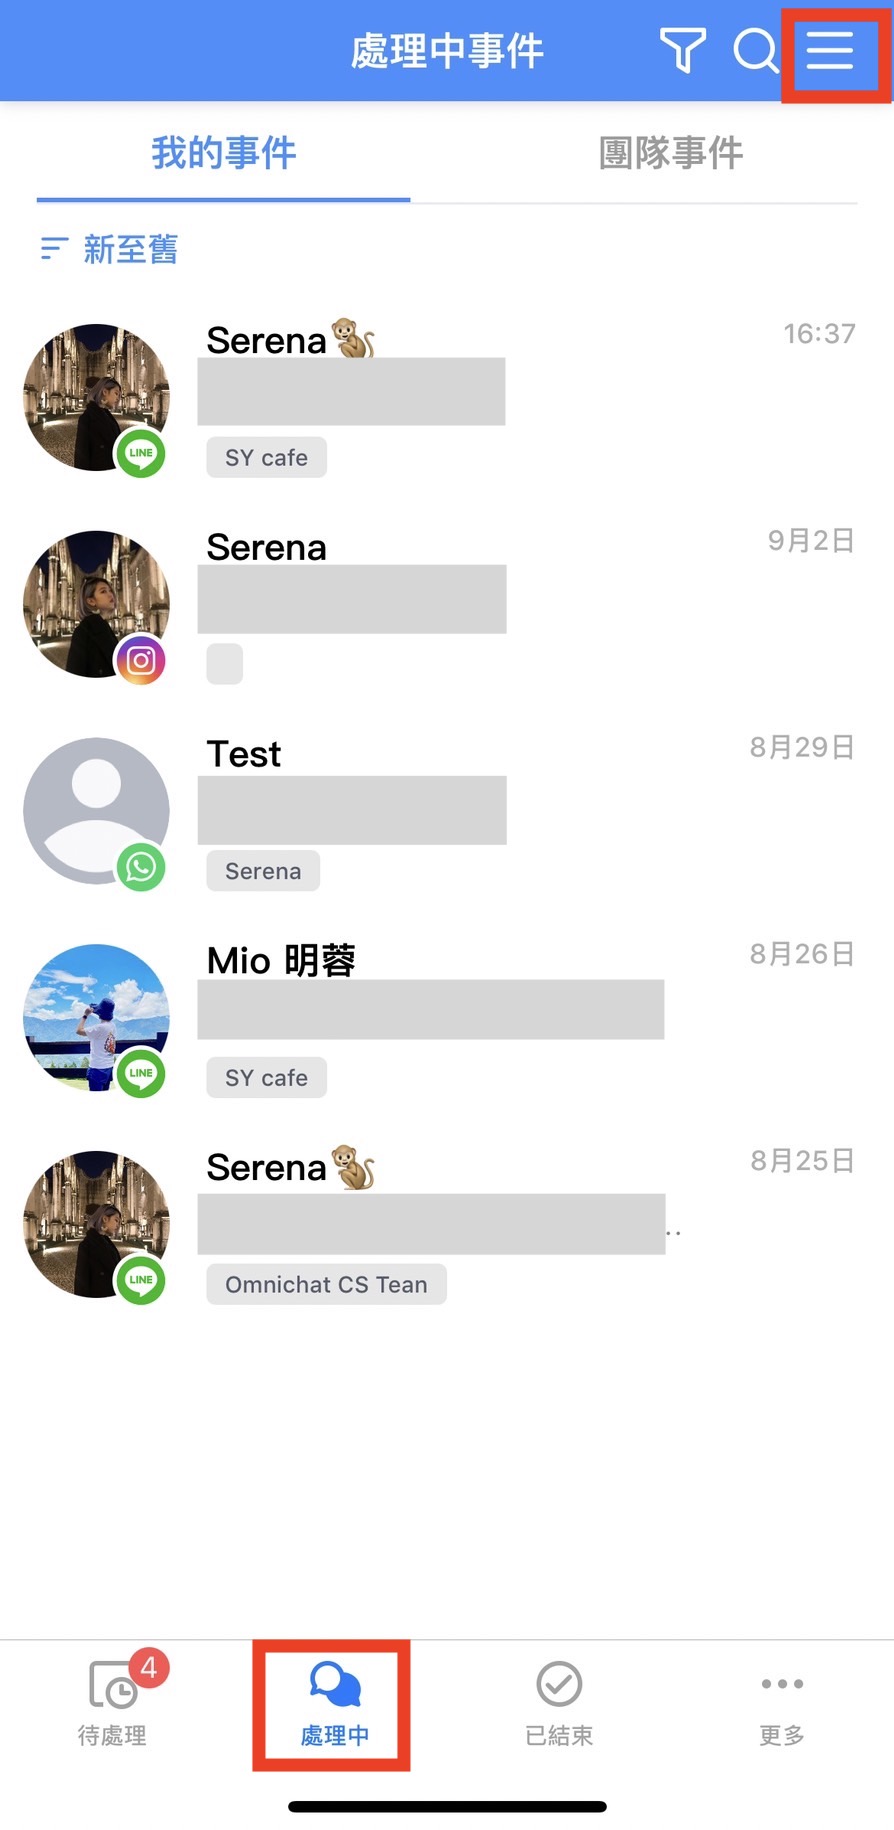 處理中事件
我的事件
團隊事件
新至舊
Serena🐒
16:37
LINE
SY cafe
Serena
9月2日
Test
8月29日
Serena
Mio 明蓉
8月26日
LINE
SY cafe
Serena🐒
8月25日
..
LINE
Omnichat CS Tean
4
待處理
處理中
已結束
更多